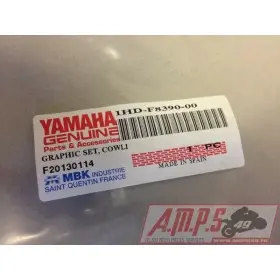 YAMAHA
GENUINE
Parts & Accessories
1HD-F8390-00
GRAPHIC SET, COWLI
F20130114
1 PC
MADE IN SPAIN
MBK INDUSTRIE
SAINT QUENTIN FRANCE
A.M.P.S
49